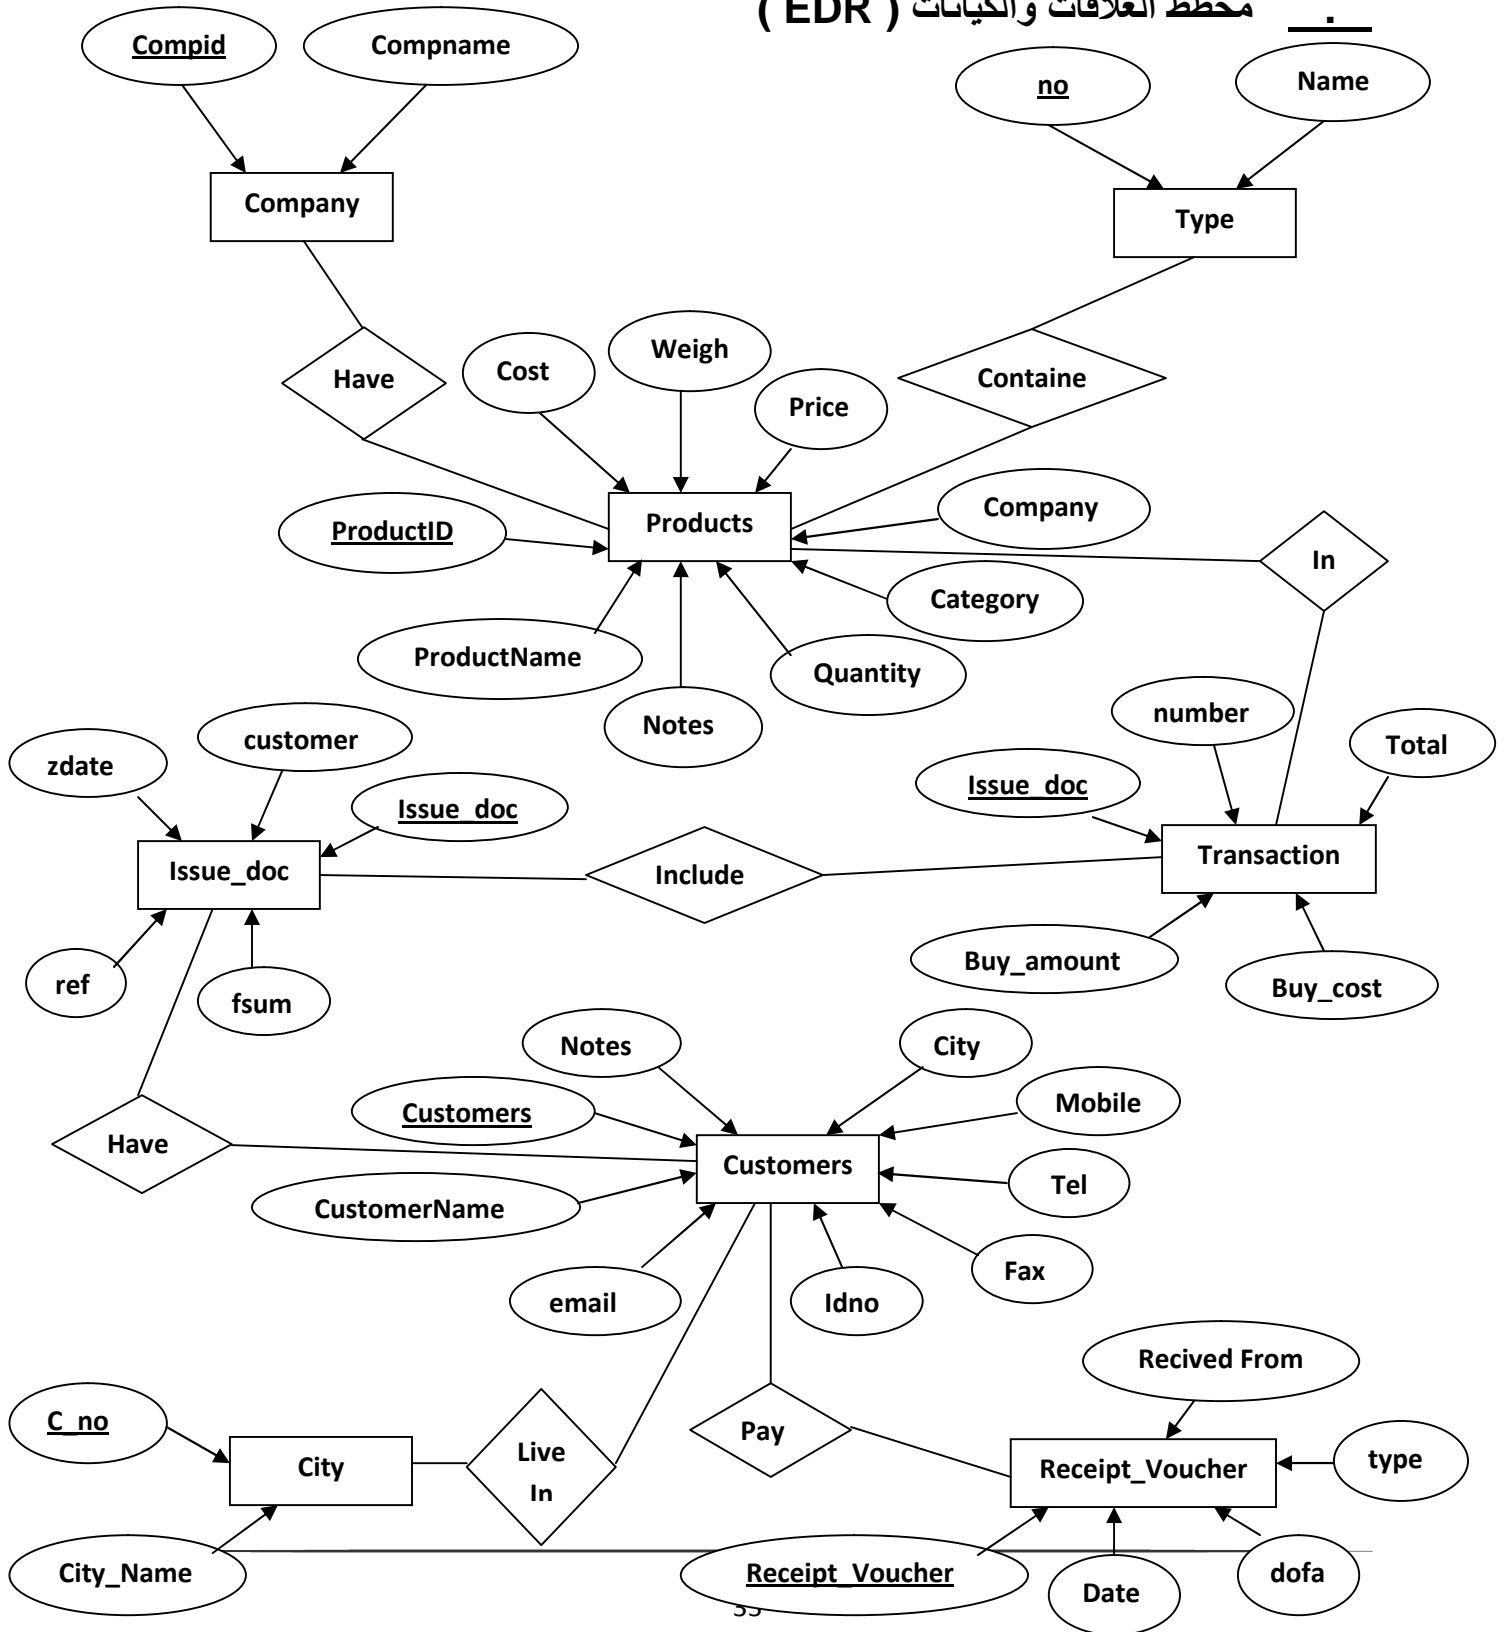 . مخطط العلاقات والكيانات ( EDR )
Compid
Compname
no
Name
Company
Type
Have
Cost
Weigh
Price
Containe
ProductID
Products
Company
In
ProductName
Notes
Quantity
Category
zdate
customer
Issue_doc
number
Total
Issue_doc
Issue_doc
Include
Transaction
ref
fsum
Buy_amount
Buy_cost
Notes
City
Customers
Mobile
Have
Customers
Tel
CustomerName
email
Idno
Fax
Recived From
C_no
City
Live
In
Pay
Receipt_Voucher
type
City_Name
Receipt_Voucher
Date
dofa